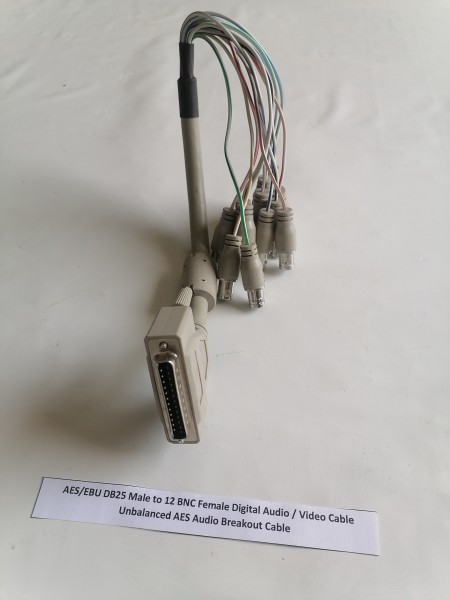 AES/EBU DB25 Male to 12 BNC Female Digital Audio / Video Cable
Unbalanced AES Audio Breakout Cable